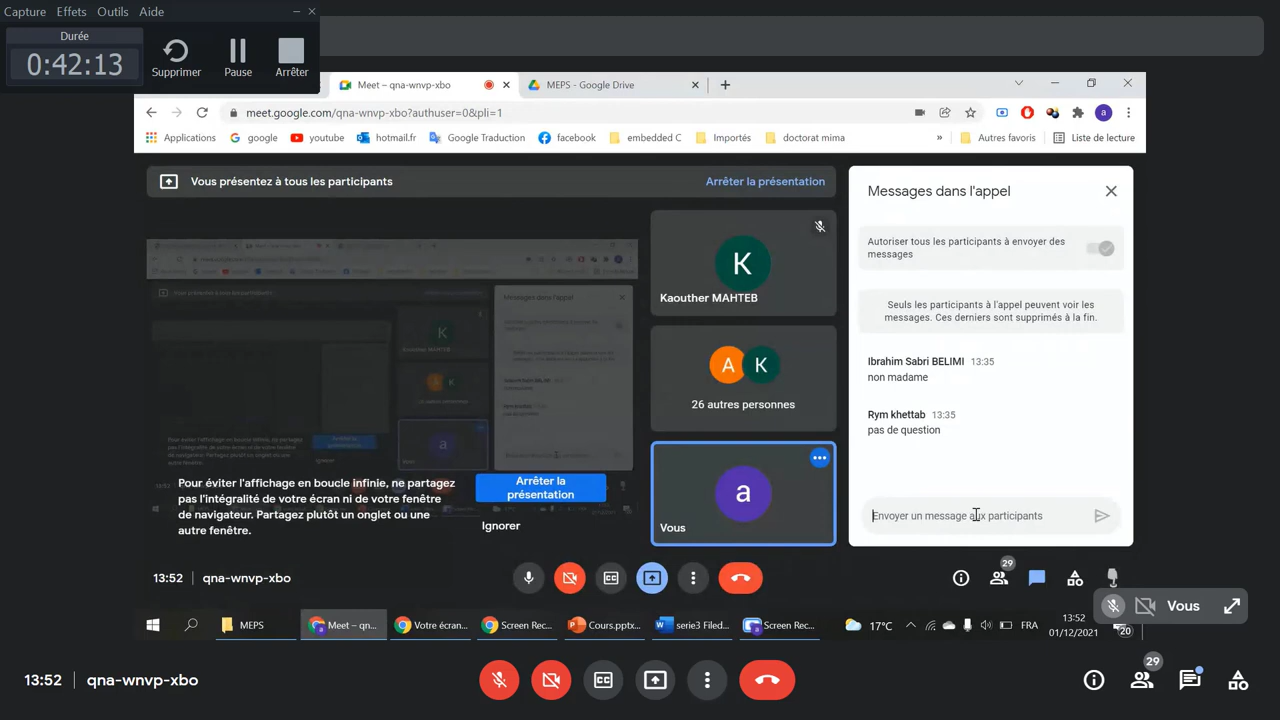 Capture Effets Outils Aide
Durée
0:42:13
Supprimer Pause Arrêter
Meet – qna-wnvp-xbo
MEPS - Google Drive
meet.google.com/qna-wnvp-xbo?authuser=0&pli=1
a
Applications google youtube hotmail.fr Google Traduction facebook embedded C Importés doctorat mima » Autres favoris Liste de lecture
Vous présentez à tous les participants
Arrêter la présentation
K
Kaouther MAHTEB
A K
26 autres personnes
a
Vous
Pour éviter l'affichage en boucle infinie, ne partagez
pas l'intégralité de votre écran ni de votre fenêtre
de navigateur. Partagez plutôt un onglet ou une
autre fenêtre.
Arrêter la
présentation
Ignorer
Messages dans l'appel
Autoriser tous les participants à envoyer des
messages
Seuls les participants à l'appel peuvent voir les
messages. Ces derniers sont supprimés à la fin.
Ibrahim Sabri BELIMI 13:35
non madame
Rym khettab 13:35
pas de question
Envoyer un message aux participants
13:52 qna-wnvp-xbo
29
Vous
MEPS
Meet – qn...
Votre écran...
Screen Rec...
Cours.pptx...
serie3 Filed...
Screen Rec...
17°C
FRA
13:52
01/12/2021
20
13:52 qna-wnvp-xbo
29